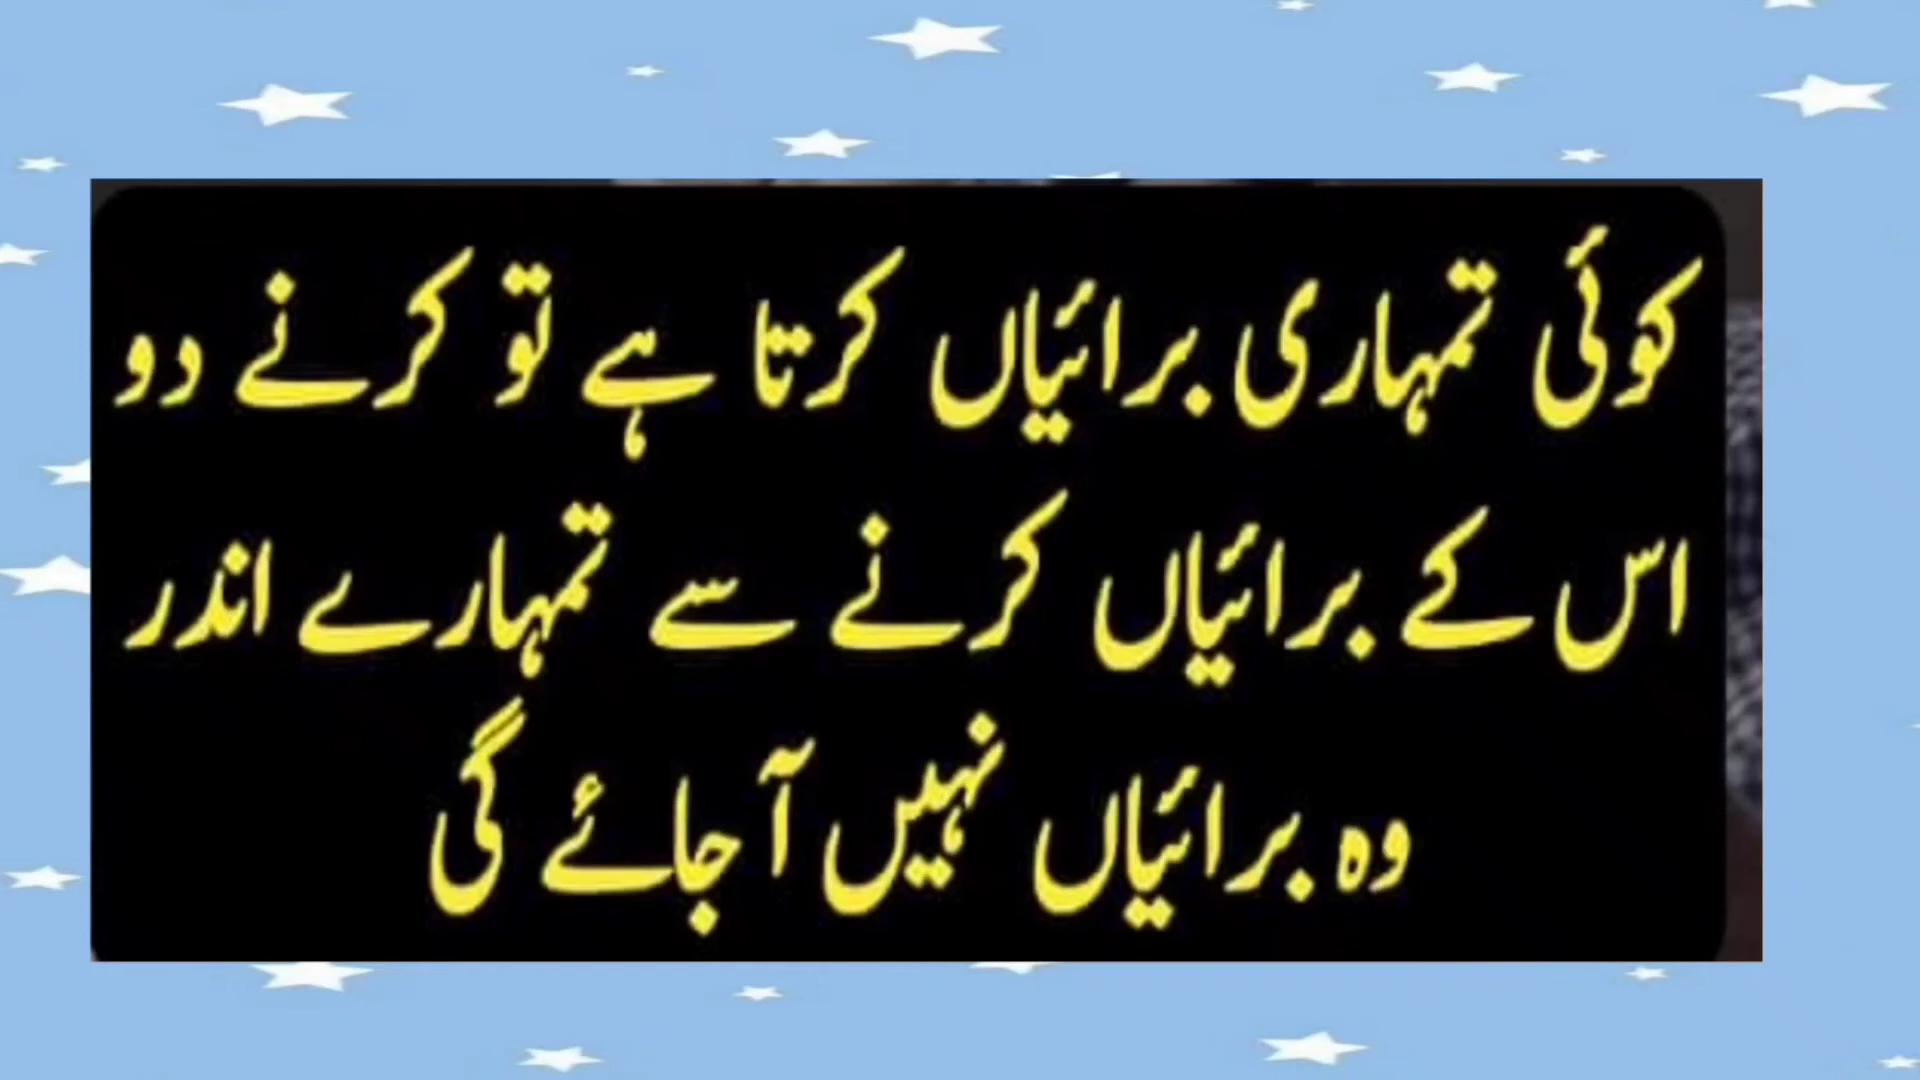 کوئی تمہاری برائیاں کرتا ہے تو کرنے دو
اس کے برائیاں کرنے سے تمہارے اندر
وہ برائیاں نہیں آ جائے گی